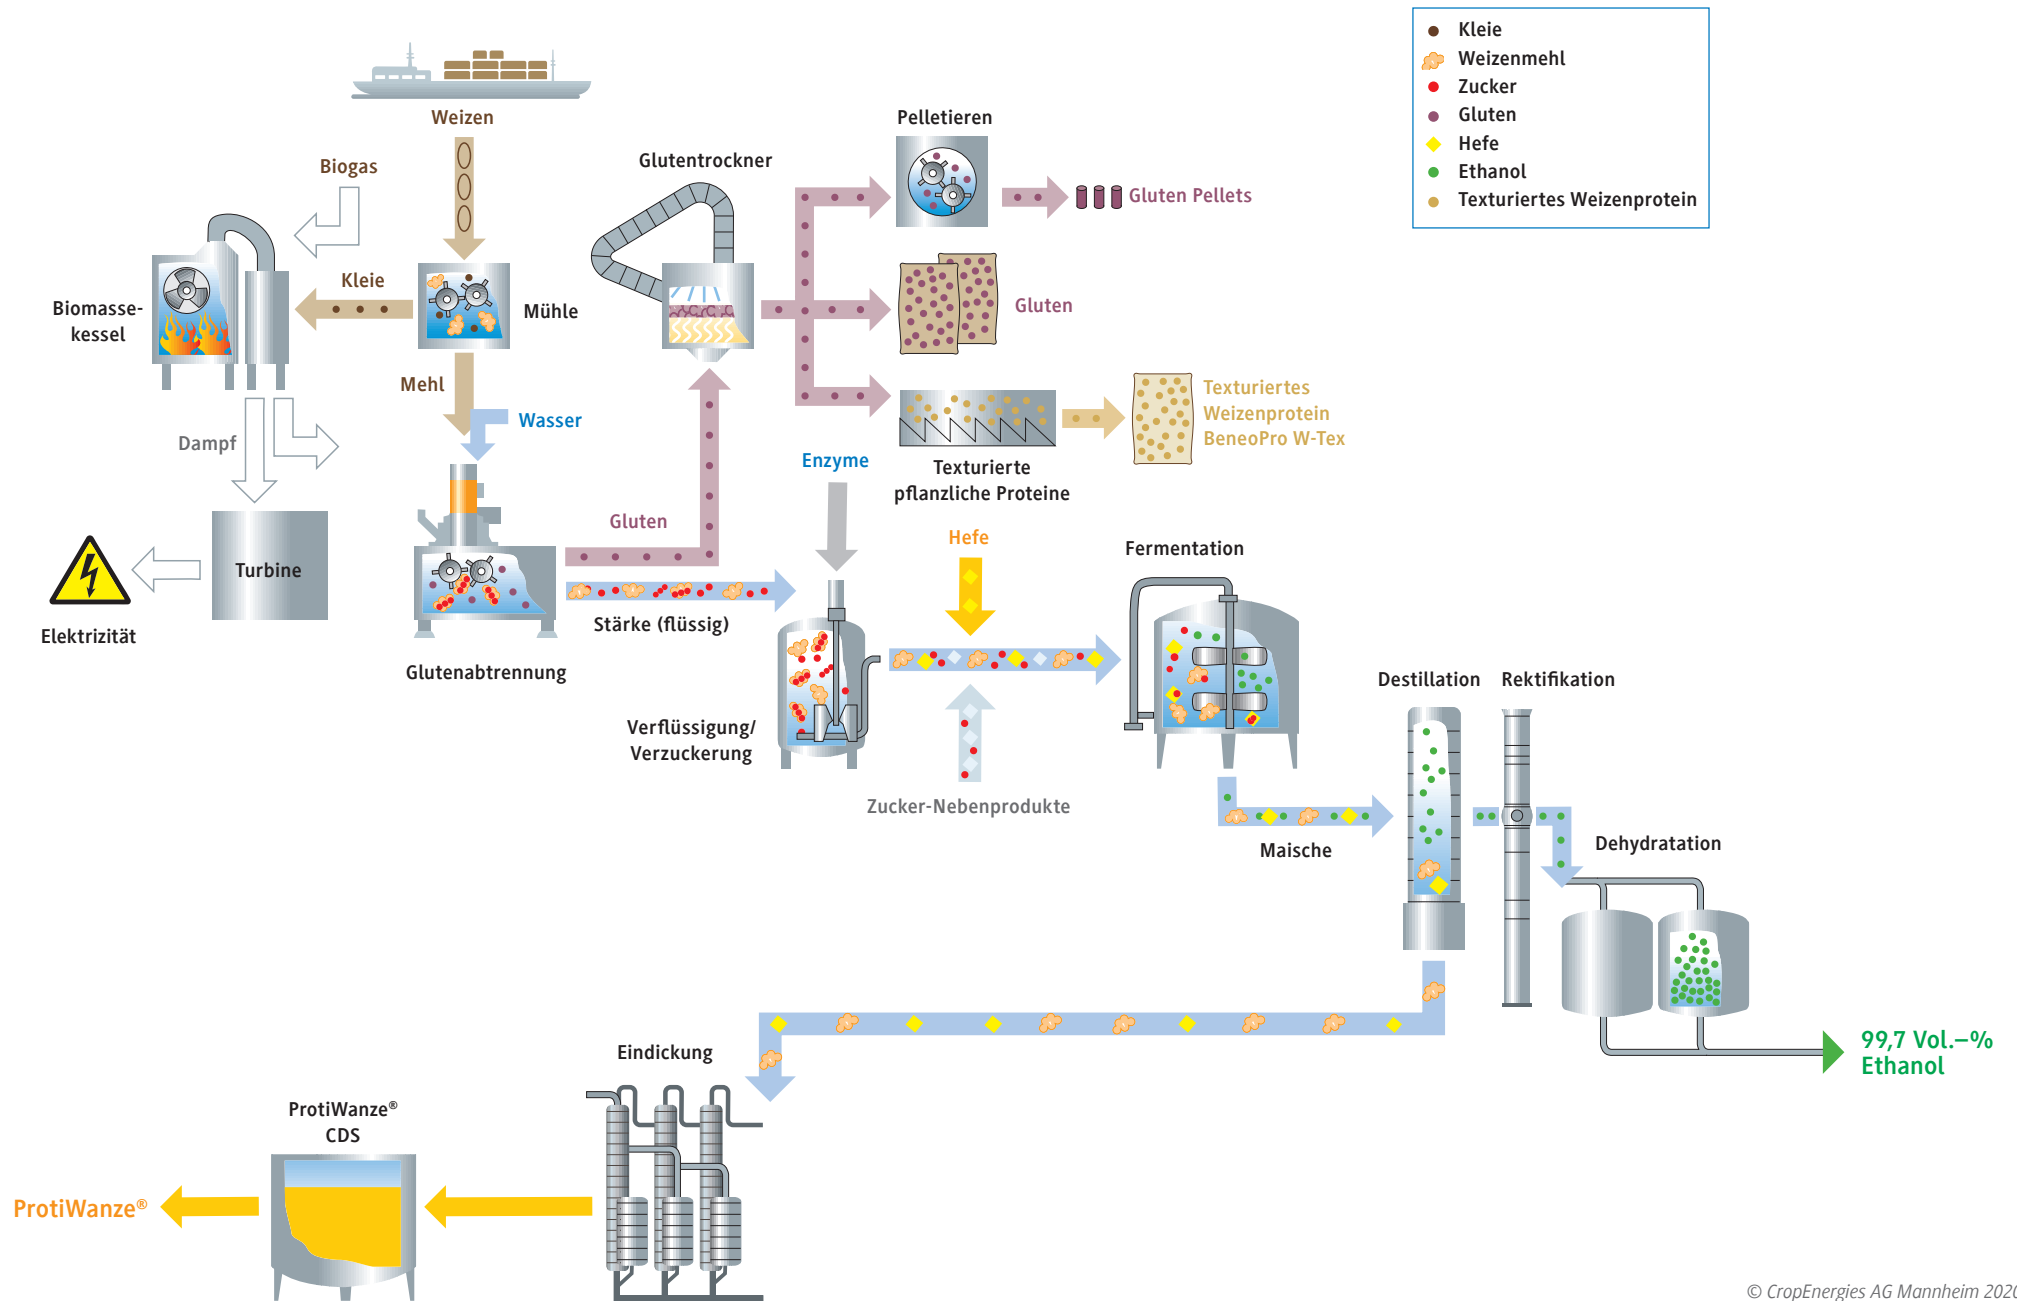 Kleie
Weizenmehl
Zucker
Gluten
Hefe
Ethanol
Texturiertes Weizenprotein
Weizen
Biogas
Glutentrockner
Pelletieren
Gluten Pellets
Kleie
Biomasse-
kessel
Mühle
Gluten
Mehl
Wasser
Dampf
Texturiertes
Weizenprotein
BeneoPro W-Tex
Enzyme
Texturierte
pflanzliche Proteine
Gluten
Hefe
Fermentation
Turbine
Elektrizität
Stärke (flüssig)
Glutenabtrennung
Verflüssigung/
Verzuckerung
Destillation
Rektifikation
Zucker-Nebenprodukte
Maische
Dehydratation
99,7 Vol.–%
Ethanol
Eindickung
ProtiWanze®
CDS
ProtiWanze®
© CropEnergies AG Mannheim 2020